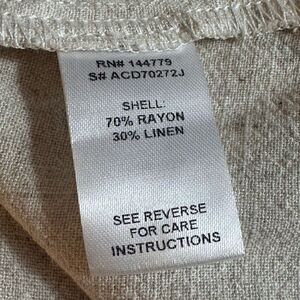 RN# 144779
S# ACD70272J
SHELL:
70% RAYON
30% LINEN
SEE REVERSE
FOR CARE
INSTRUCTIONS